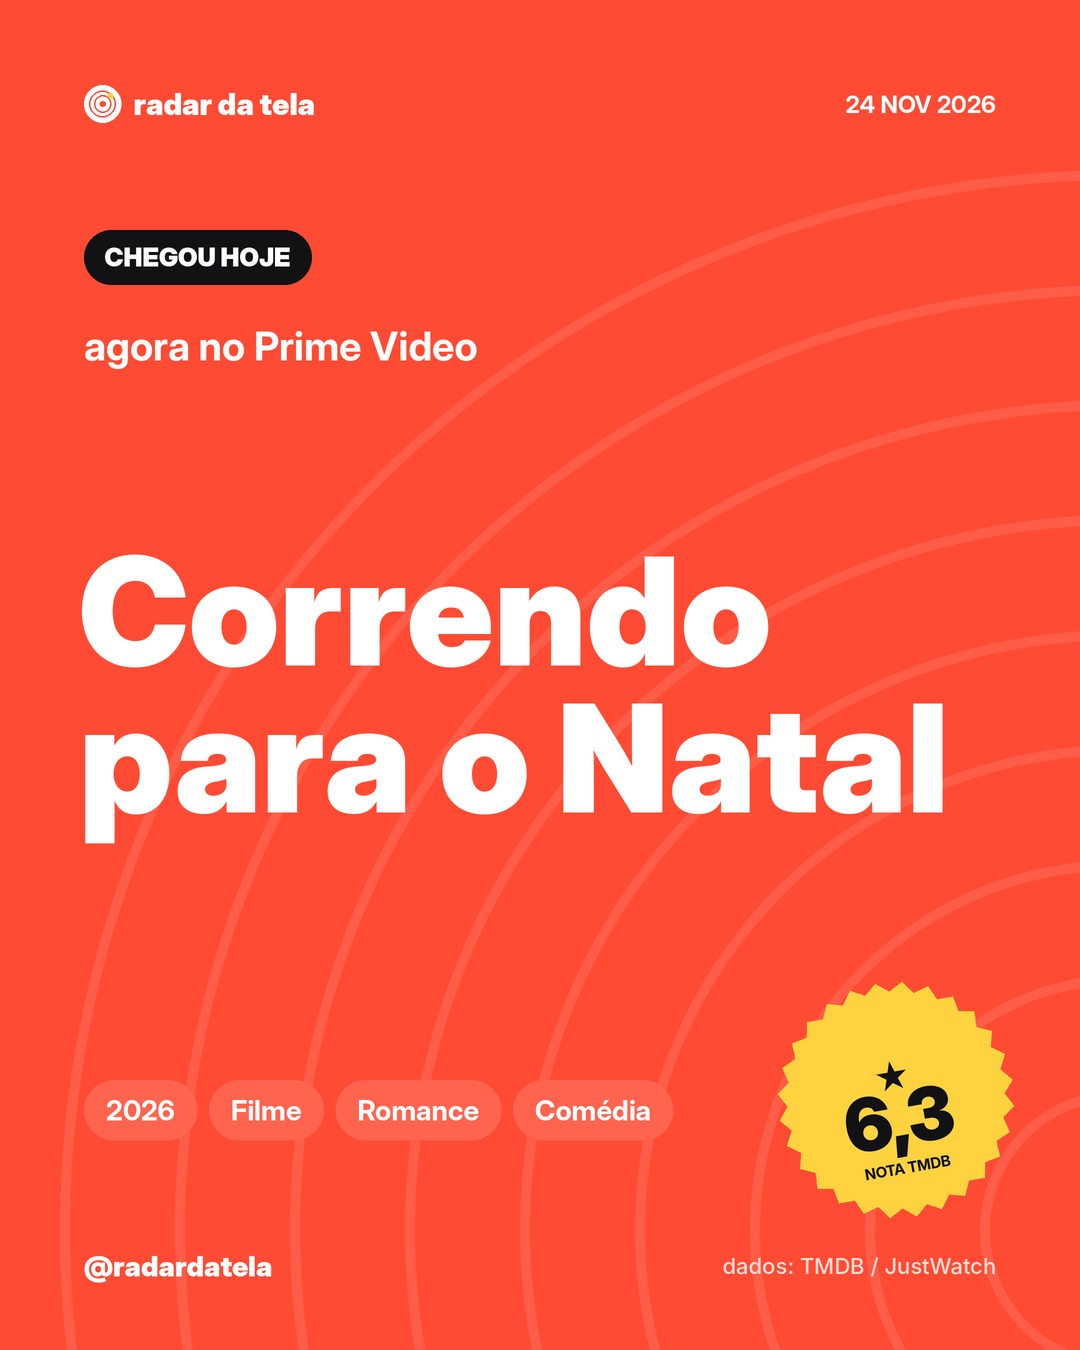 radar da tela
24 NOV 2026
CHEGOU HOJE
agora no Prime Video
Correndo
para o Natal
2026
Filme
Romance
Comédia
★
6,3
NOTA TMDB
@radardatela
dados: TMDB / JustWatch